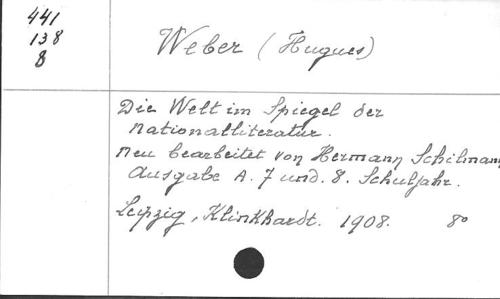 441
138
8
Weber (Hugues)
Die Welt im Spiegel der
Nationalliteratur.
Neu bearbeitet von Hermann Schilmann
Ausgabe A. 7 und. 8. Schuljahr.
Leipzig, Klinkhardt. 1908. 8º